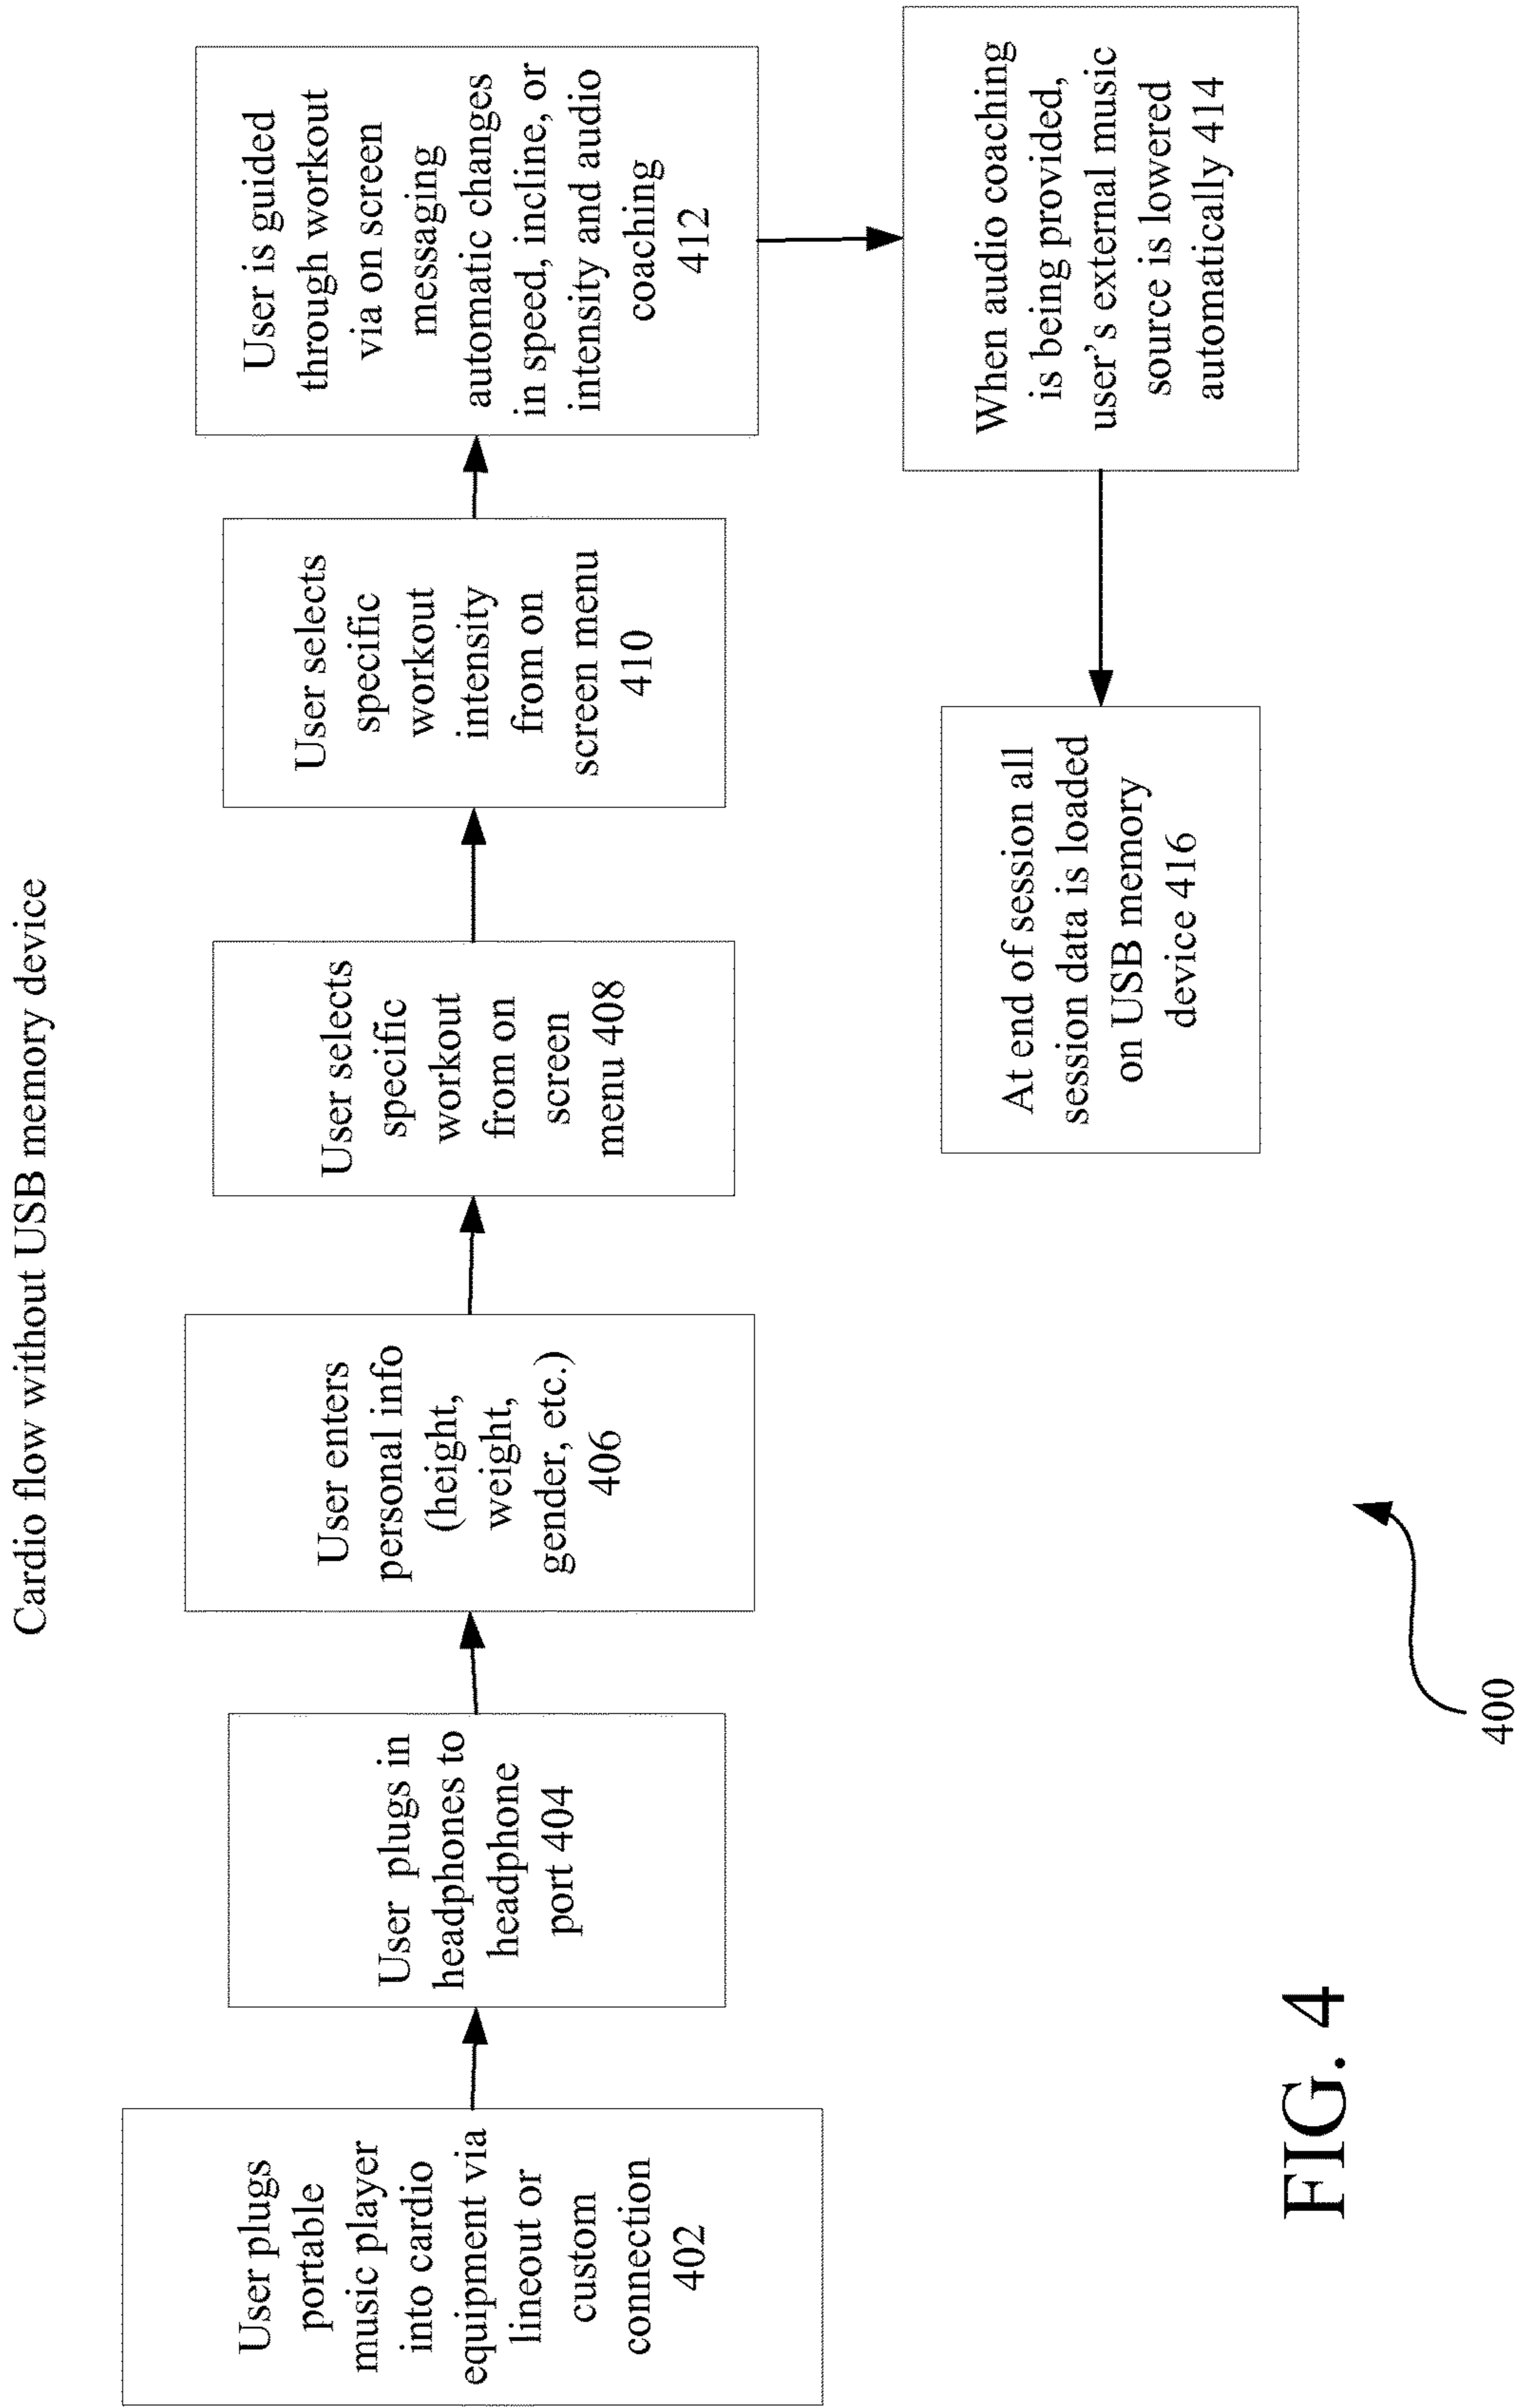 Cardio flow without USB memory device
User plugs
portable
music player
into cardio
equipment via
lineout or
custom
connection
402
User plugs in
headphones to
headphone
port 404
User enters
personal info
(height,
weight,
gender, etc.)
406
User selects
specific
workout
from on
screen
menu 408
User selects
specific
workout
intensity
from on
screen menu
410
User is guided
through workout
via on screen
messaging
automatic changes
in speed, incline, or
intensity and audio
coaching
412
When audio coaching
is being provided,
user's external music
source is lowered
automatically 414
At end of session all
session data is loaded
on USB memory
device 416
400
FIG. 4